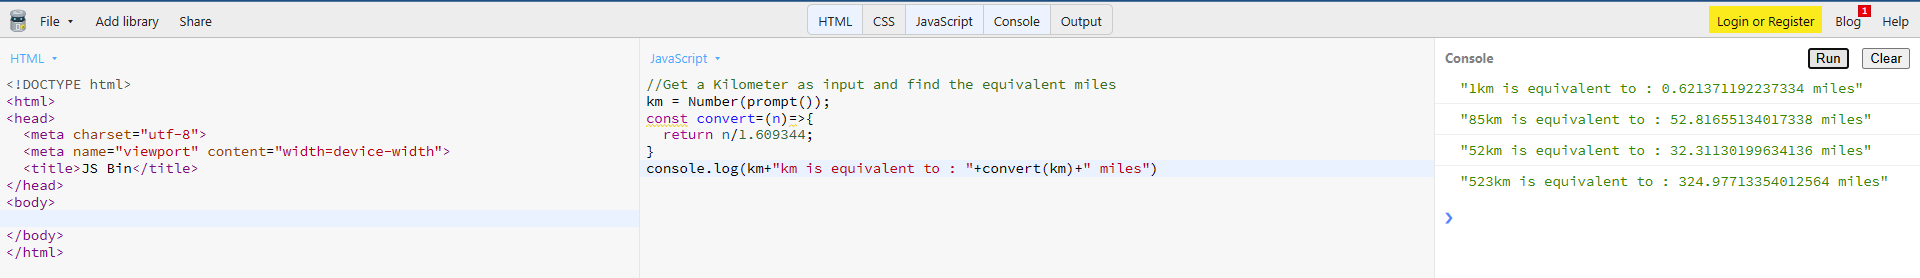 File Add library Share HTML CSS JavaScript Console Output Login or Register Blog 1 Help
HTML
<!DOCTYPE html>
<html>
<head>
  <meta charset="utf-8">
  <meta name="viewport" content="width=device-width">
  <title>JS Bin</title>
</head>
<body>

</body>
</html>
JavaScript
//Get a Kilometer as input and find the equivalent miles
km = Number(prompt());
const convert=(n)=>{
  return n/1.609344;
}
console.log(km+"km is equivalent to : "+convert(km)+" miles")
Console Run Clear
"1km is equivalent to : 0.621371192237334 miles"
"85km is equivalent to : 52.81655134017338 miles"
"52km is equivalent to : 32.31130199634136 miles"
"523km is equivalent to : 324.97713354012564 miles"